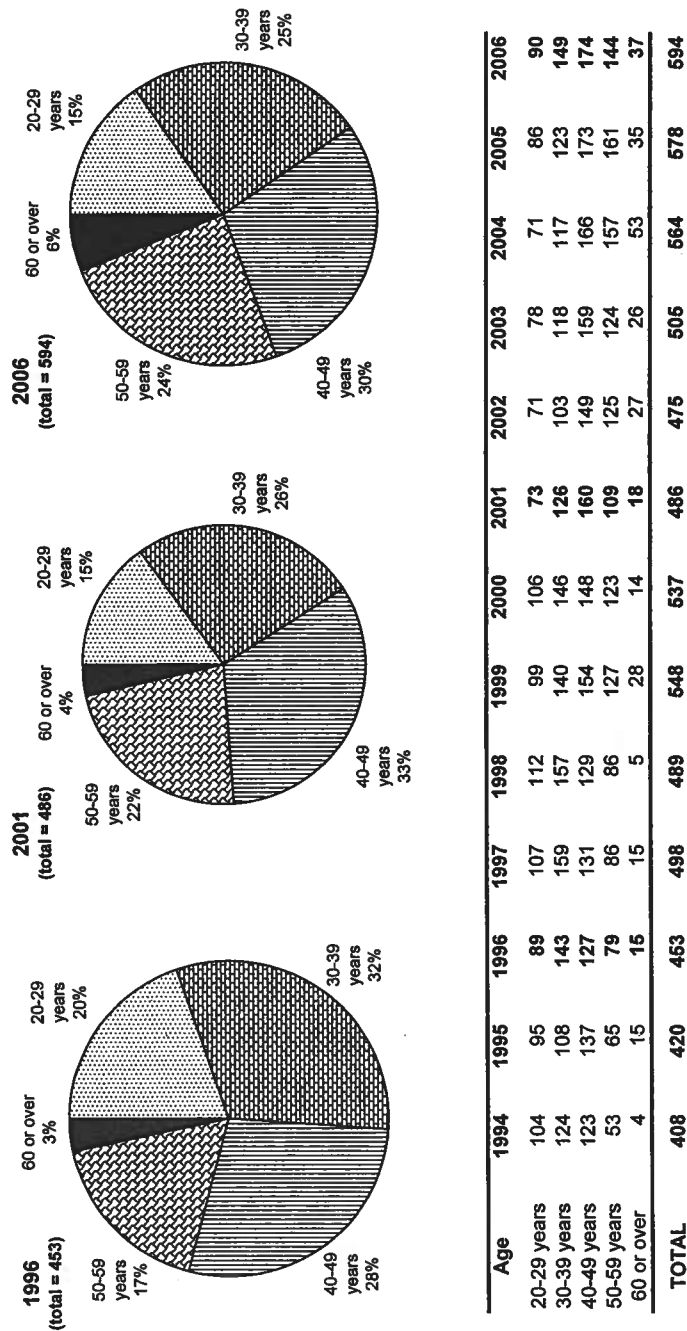 1996
(total = 453)
60 or over
3%
20-29
years
20%
50-59
years
17%
30-39
years
32%
40-49
years
28%
2001
(total = 486)
60 or over
4%
20-29
years
15%
50-59
years
22%
30-39
years
26%
40-49
years
33%
2006
(total = 594)
60 or over
6%
20-29
years
15%
50-59
years
24%
30-39
years
25%
40-49
years
30%
Age 1994 1995 1996 1997 1998 1999 2000 2001 2002 2003 2004 2005 2006
20-29 years 104 95 89 107 112 99 106 73 71 78 71 86 90
30-39 years 124 108 143 159 157 140 146 126 103 118 117 123 149
40-49 years 123 137 127 131 129 154 148 160 149 159 166 173 174
50-59 years 53 65 79 86 86 127 123 109 125 124 157 161 144
60 or over 4 15 15 15 5 28 14 18 27 26 53 35 37
TOTAL 408 420 453 498 489 548 537 486 475 505 564 578 594